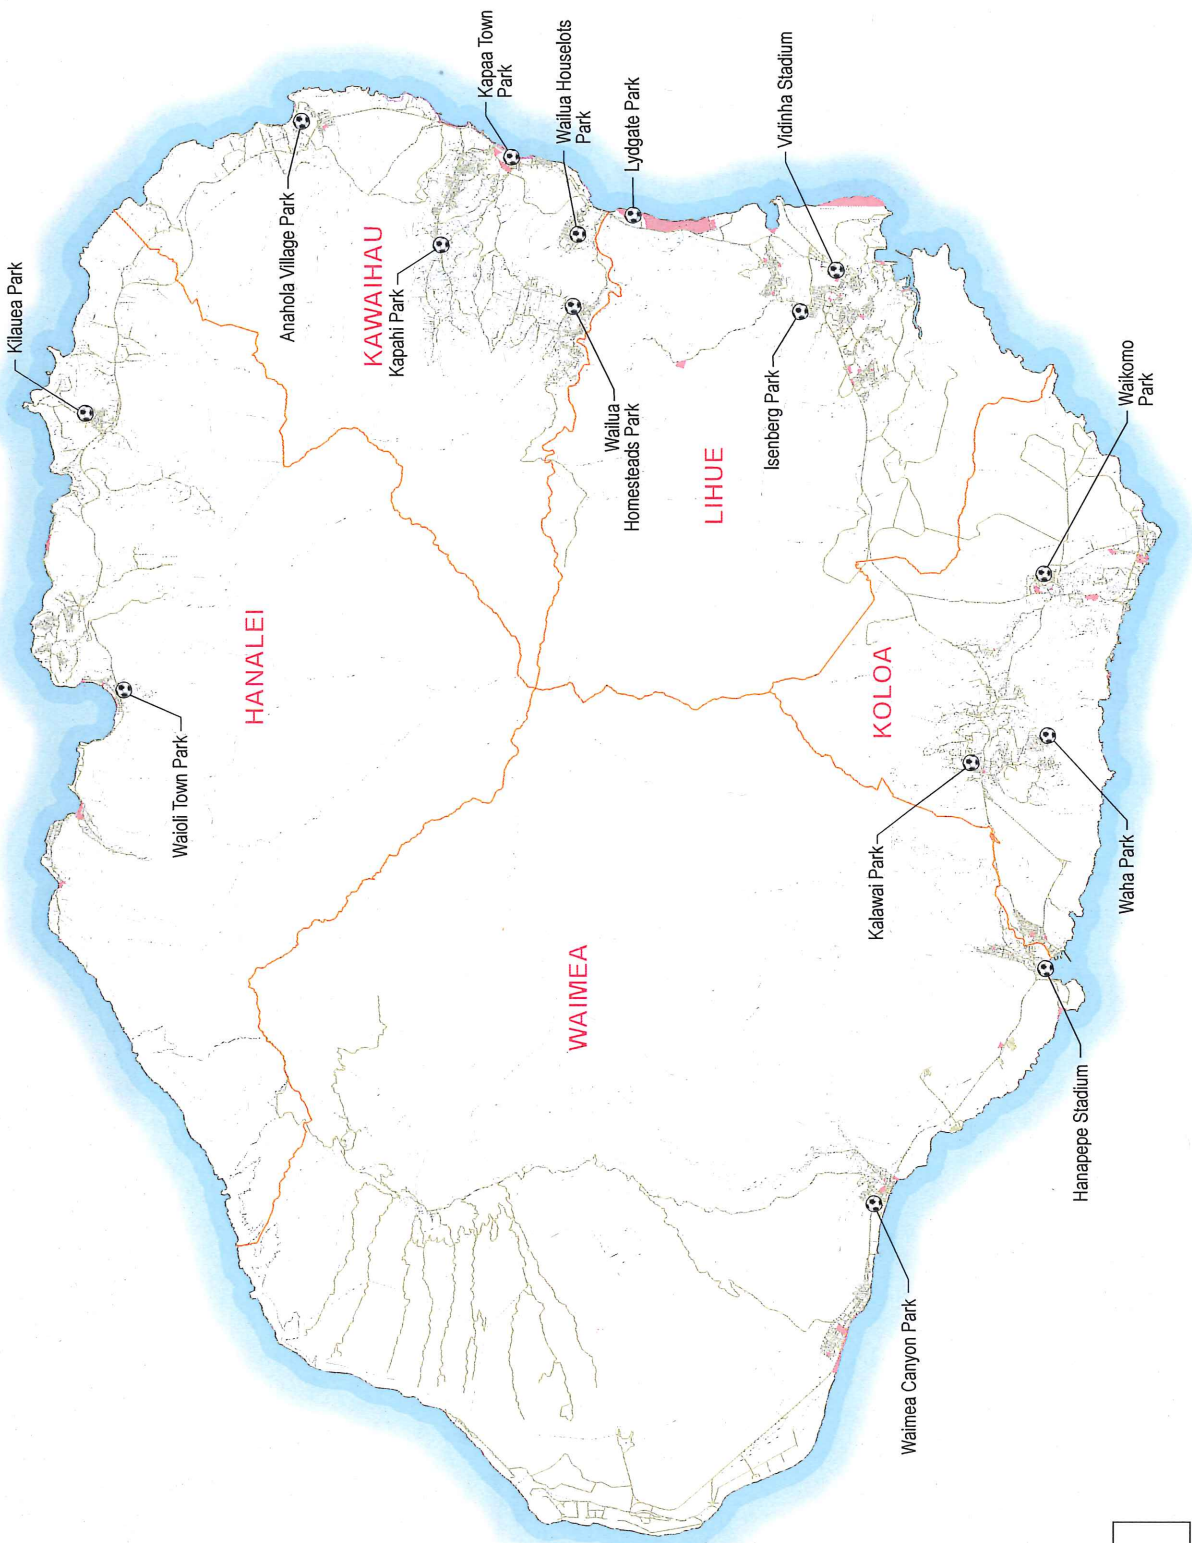 Kilauea Park
Anahola Village Park
Kapaa Town
Park
Wailua Houselots
Park
Lydgate Park
Vidinha Stadium
KAWAIHAU
Kapahi Park
Wailua
Homesteads Park
LIHUE
Isenberg Park
Waikomo
Park
HANALEI
Waioli Town Park
KOLOA
Kalawai Park
Waha Park
WAIMEA
Hanapepe Stadium
Waimea Canyon Park